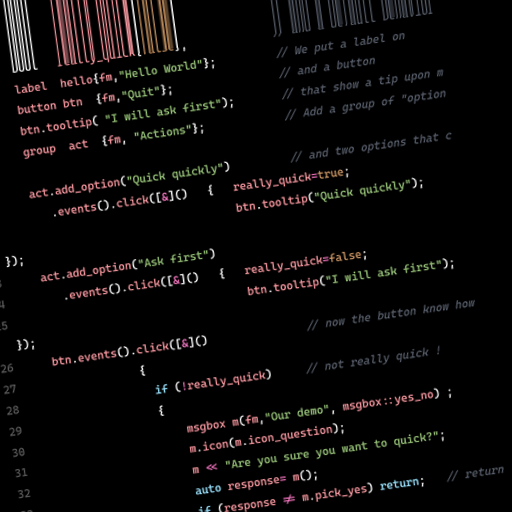 label hello{fm,"Hello World"}; // We put a label on
button btn {fm,"Quit"}; // and a button
btn.tooltip( "I will ask first"); // that show a tip upon m
group act {fm, "Actions"}; // Add a group of "option
act.add_option("Quick quickly") // and two options that c
.events().click([&]() { really_quick=true;
btn.tooltip("Quick quickly");
});
act.add_option("Ask first")
.events().click([&]() { really_quick=false;
btn.tooltip("I will ask first");
});
btn.events().click([&]() // now the button know how
26 {
27 if (!really_quick) // not really quick !
28 {
29 msgbox m(fm,"Our demo", msgbox::yes_no) ;
30 m.icon(m.icon_question);
31 m << "Are you sure you want to quick?";
32 auto response= m();
if (response ≠ m.pick_yes) return; // return